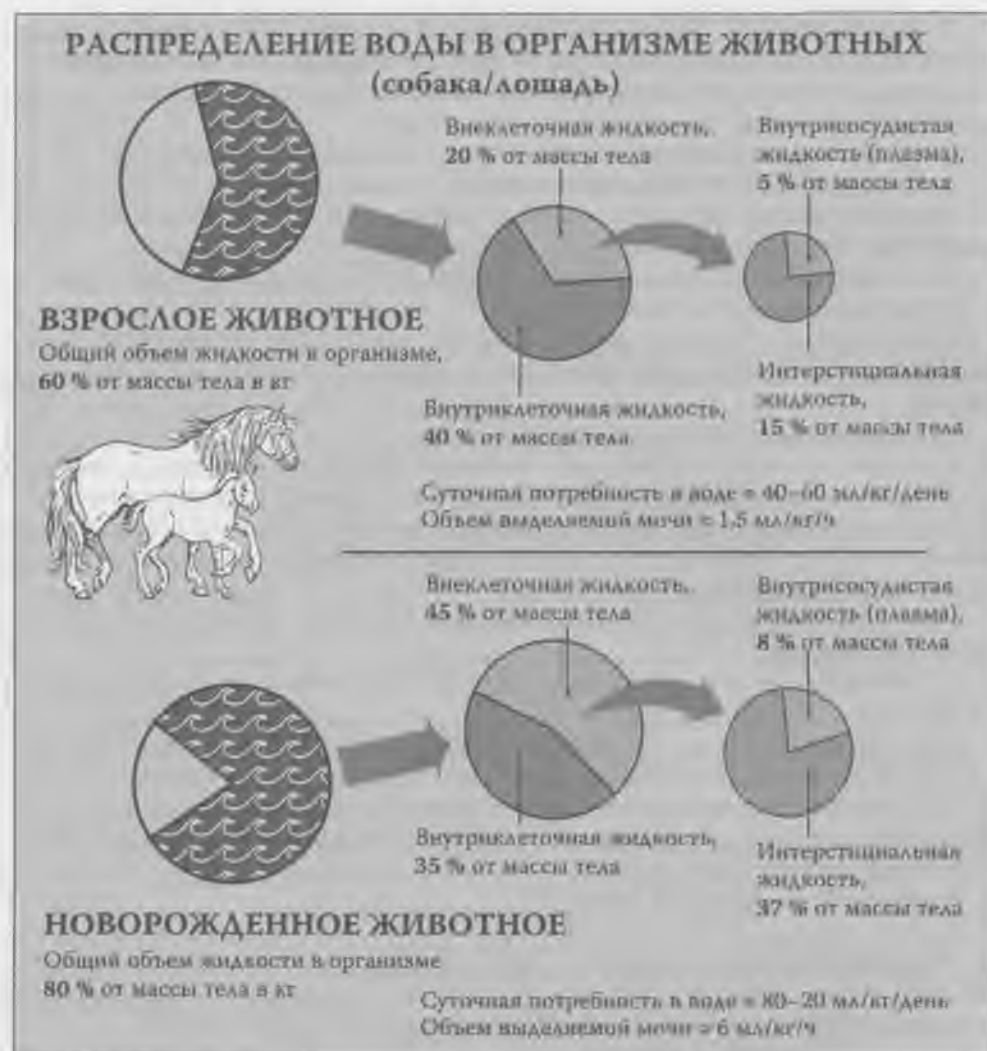 РАСПРЕДЕЛЕНИЕ ВОДЫ В ОРГАНИЗМЕ ЖИВОТНЫХ
(собака/лошадь)
Внеклеточная жидкость,
20 % от массы тела
Внутрисосудистая
жидкость (плазма),
5 % от массы тела
ВЗРОСЛОЕ ЖИВОТНОЕ
Общий объем жидкости в организме,
60 % от массы тела в кг
Внутриклеточная жидкость,
40 % от массы тела
Интерстициальная
жидкость,
15 % от массы тела
Суточная потребность в воде = 40–60 мл/кг/день
Объем выделяемой мочи ≈ 1,5 мл/кг/ч
Внеклеточная жидкость,
45 % от массы тела
Внутрисосудистая
жидкость (плазма),
8 % от массы тела
Внутриклеточная жидкость,
35 % от массы тела
Интерстициальная
жидкость,
37 % от массы тела
НОВОРОЖДЕННОЕ ЖИВОТНОЕ
Общий объем жидкости в организме
80 % от массы тела в кг
Суточная потребность в воде = 80–20 мл/кг/день
Объем выделяемой мочи ≈ 6 мл/кг/ч